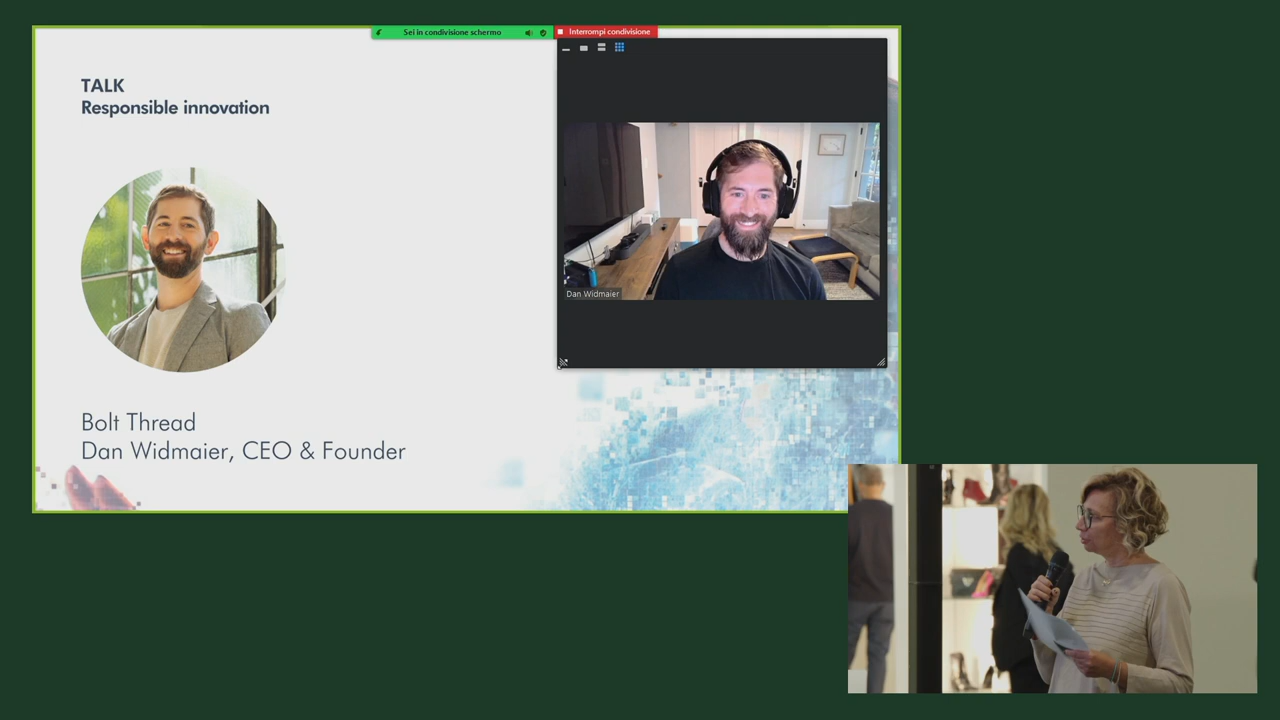 Sei in condivisione schermo
Interrompi condivisione
TALK
Responsible innovation
Dan Widmaier
Bolt Thread
Dan Widmaier, CEO & Founder